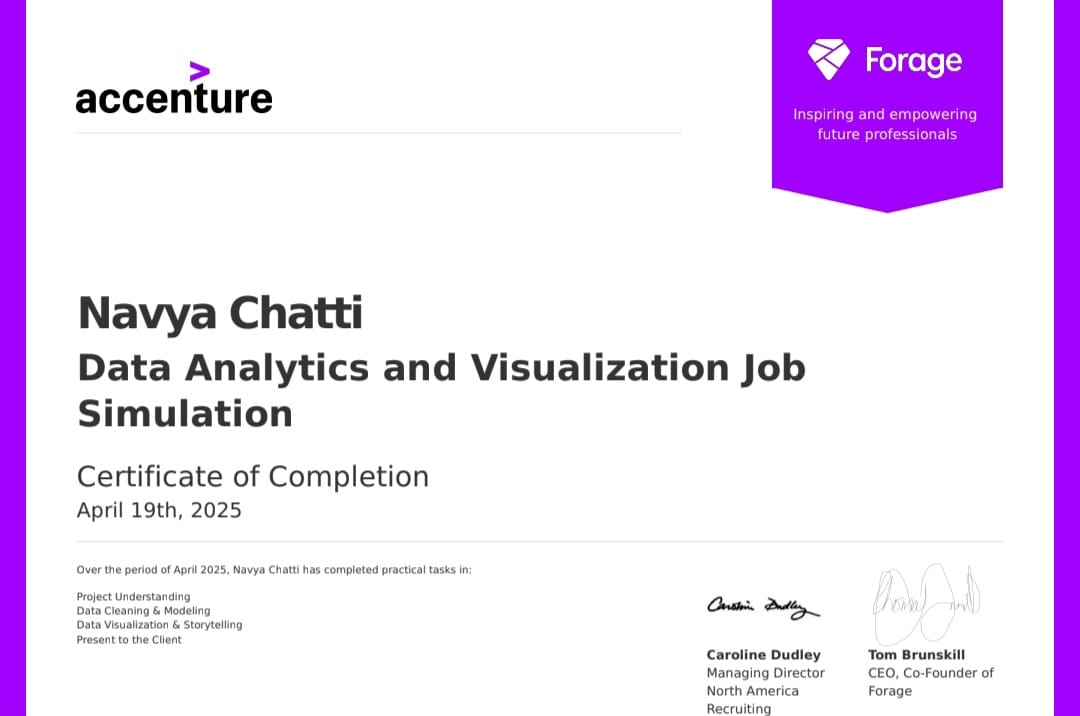 accenture
Forage
Inspiring and empowering
future professionals
Navya Chatti
Data Analytics and Visualization Job
Simulation
Certificate of Completion
April 19th, 2025
Over the period of April 2025, Navya Chatti has completed practical tasks in:
Project Understanding
Data Cleaning & Modeling
Data Visualization & Storytelling
Present to the Client
Caroline Dudley
Caroline Dudley
Managing Director
North America
Recruiting
Tom Brunskill
CEO, Co-Founder of
Forage